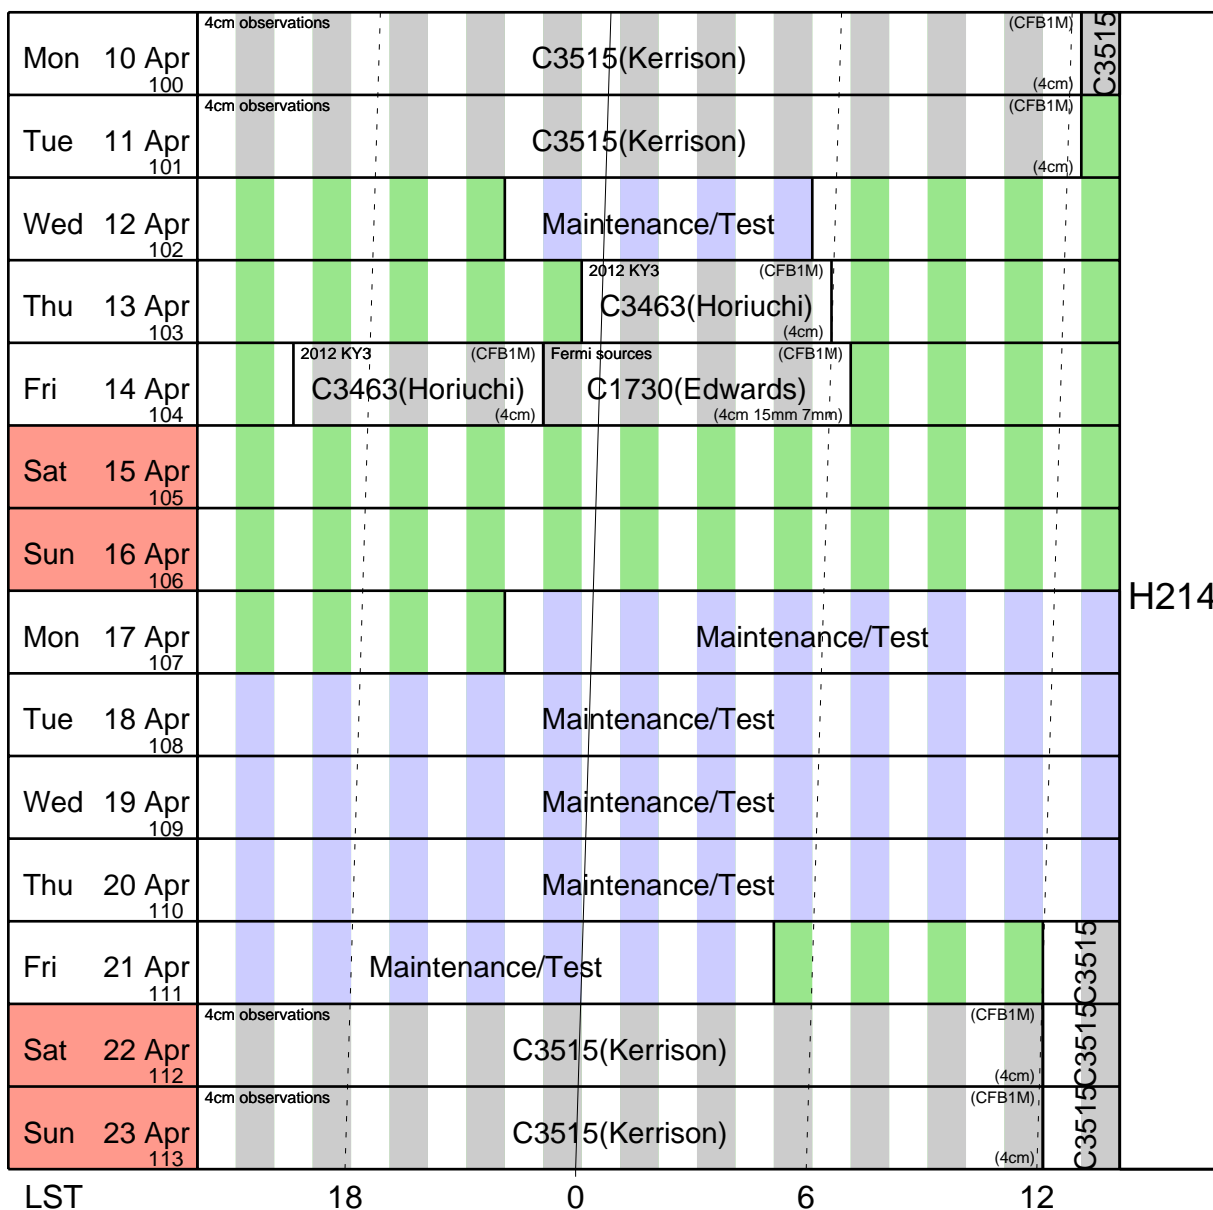 4cm observations (CFB1M)
Mon 10 Apr C3515(Kerrison) C3515
100 (4cm)
4cm observations (CFB1M)
Tue 11 Apr C3515(Kerrison)
101 (4cm)
Wed 12 Apr Maintenance/Test
102
2012 KY3 (CFB1M)
Thu 13 Apr C3463(Horiuchi)
103 (4cm)
2012 KY3 (CFB1M) Fermi sources (CFB1M)
Fri 14 Apr C3463(Horiuchi) C1730(Edwards)
104 (4cm) (4cm 15mm 7mm)
Sat 15 Apr
105
Sun 16 Apr
106
H214
Mon 17 Apr Maintenance/Test
107
Tue 18 Apr Maintenance/Test
108
Wed 19 Apr Maintenance/Test
109
Thu 20 Apr Maintenance/Test
110
Fri 21 Apr Maintenance/Test C3515
111
4cm observations (CFB1M)
Sat 22 Apr C3515(Kerrison) C3515
112 (4cm)
4cm observations (CFB1M)
Sun 23 Apr C3515(Kerrison) C3515
113 (4cm)
LST 18 0 6 12